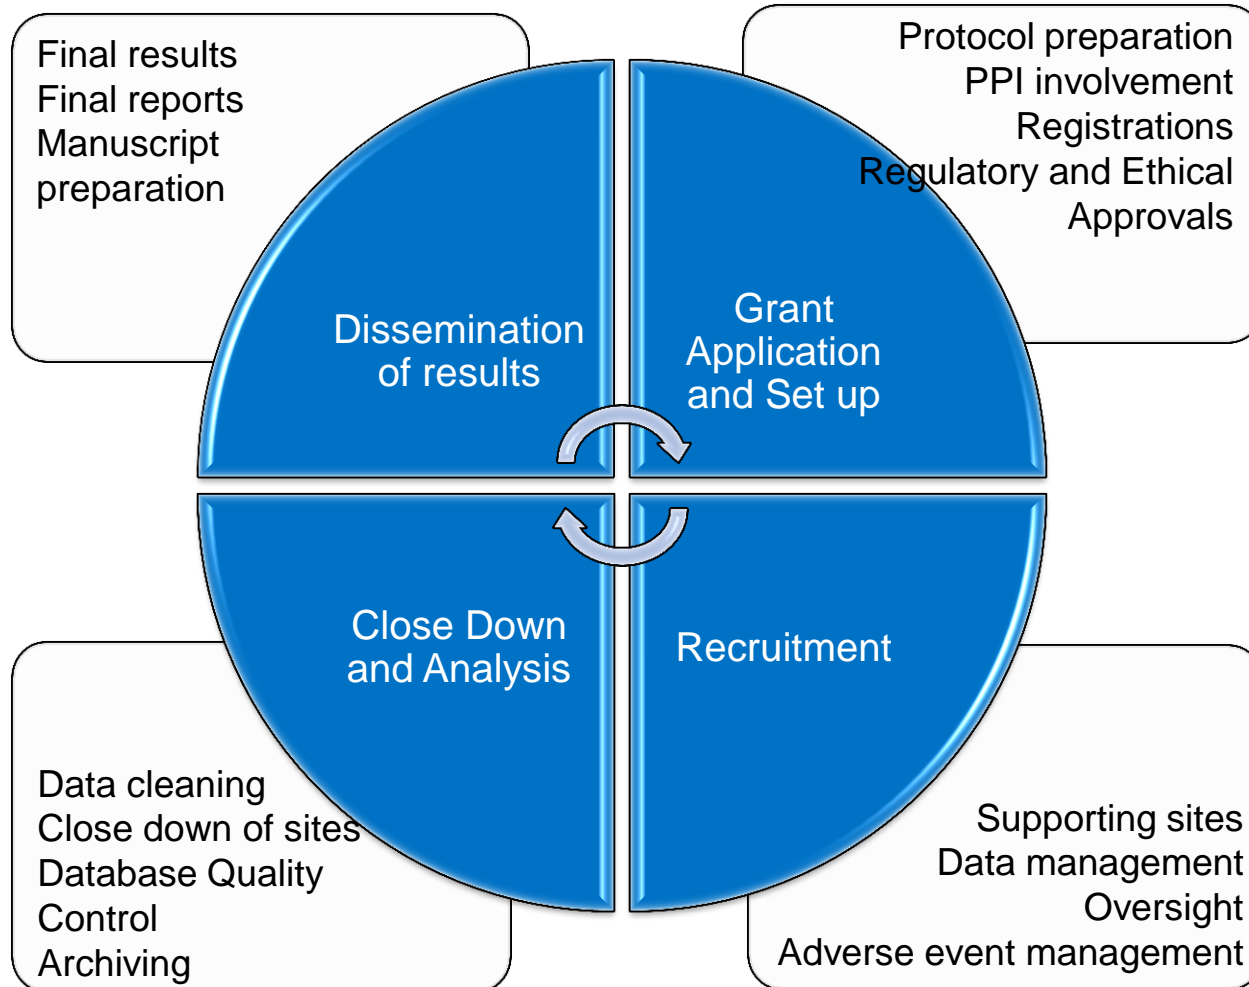 Final results
Final reports
Manuscript
preparation
Protocol preparation
PPI involvement
Registrations
Regulatory and Ethical
Approvals
Dissemination
of results
Grant
Application
and Set up
Close Down
and Analysis
Recruitment
Data cleaning
Close down of sites
Database Quality
Control
Archiving
Supporting sites
Data management
Oversight
Adverse event management